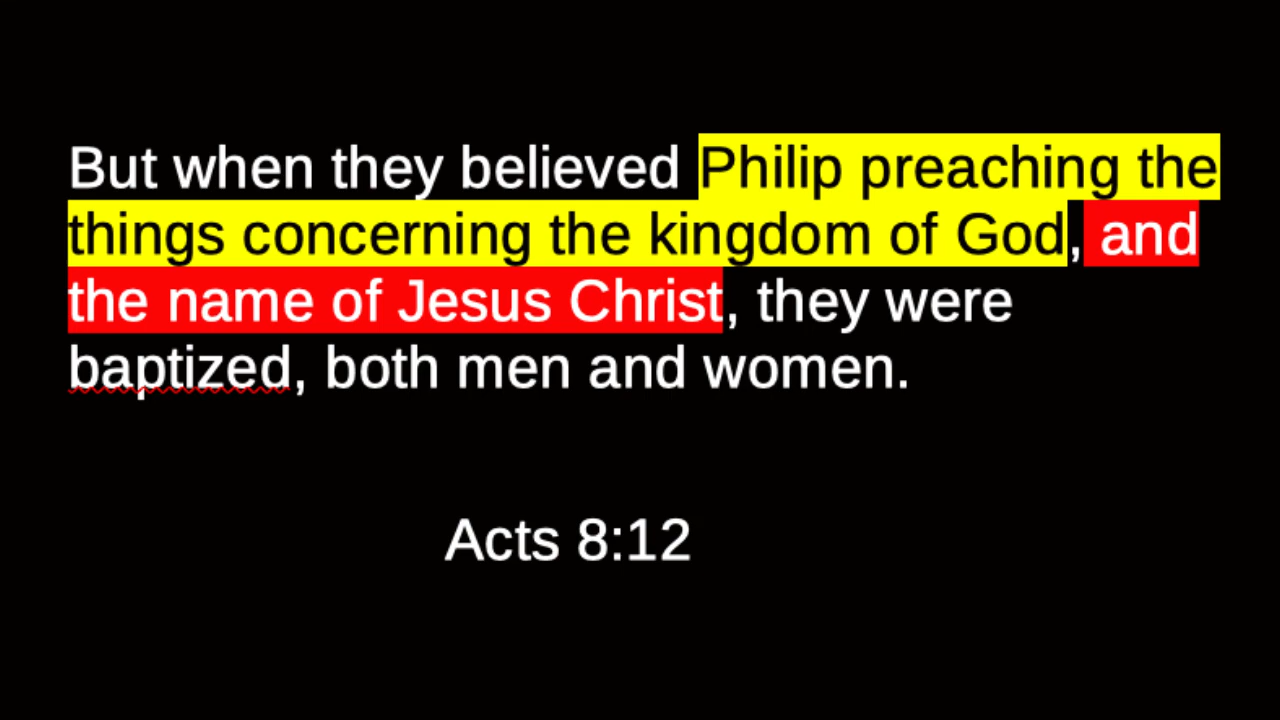 But when they believed Philip preaching the
things concerning the kingdom of God, and
the name of Jesus Christ, they were
baptized, both men and women.
Acts 8:12